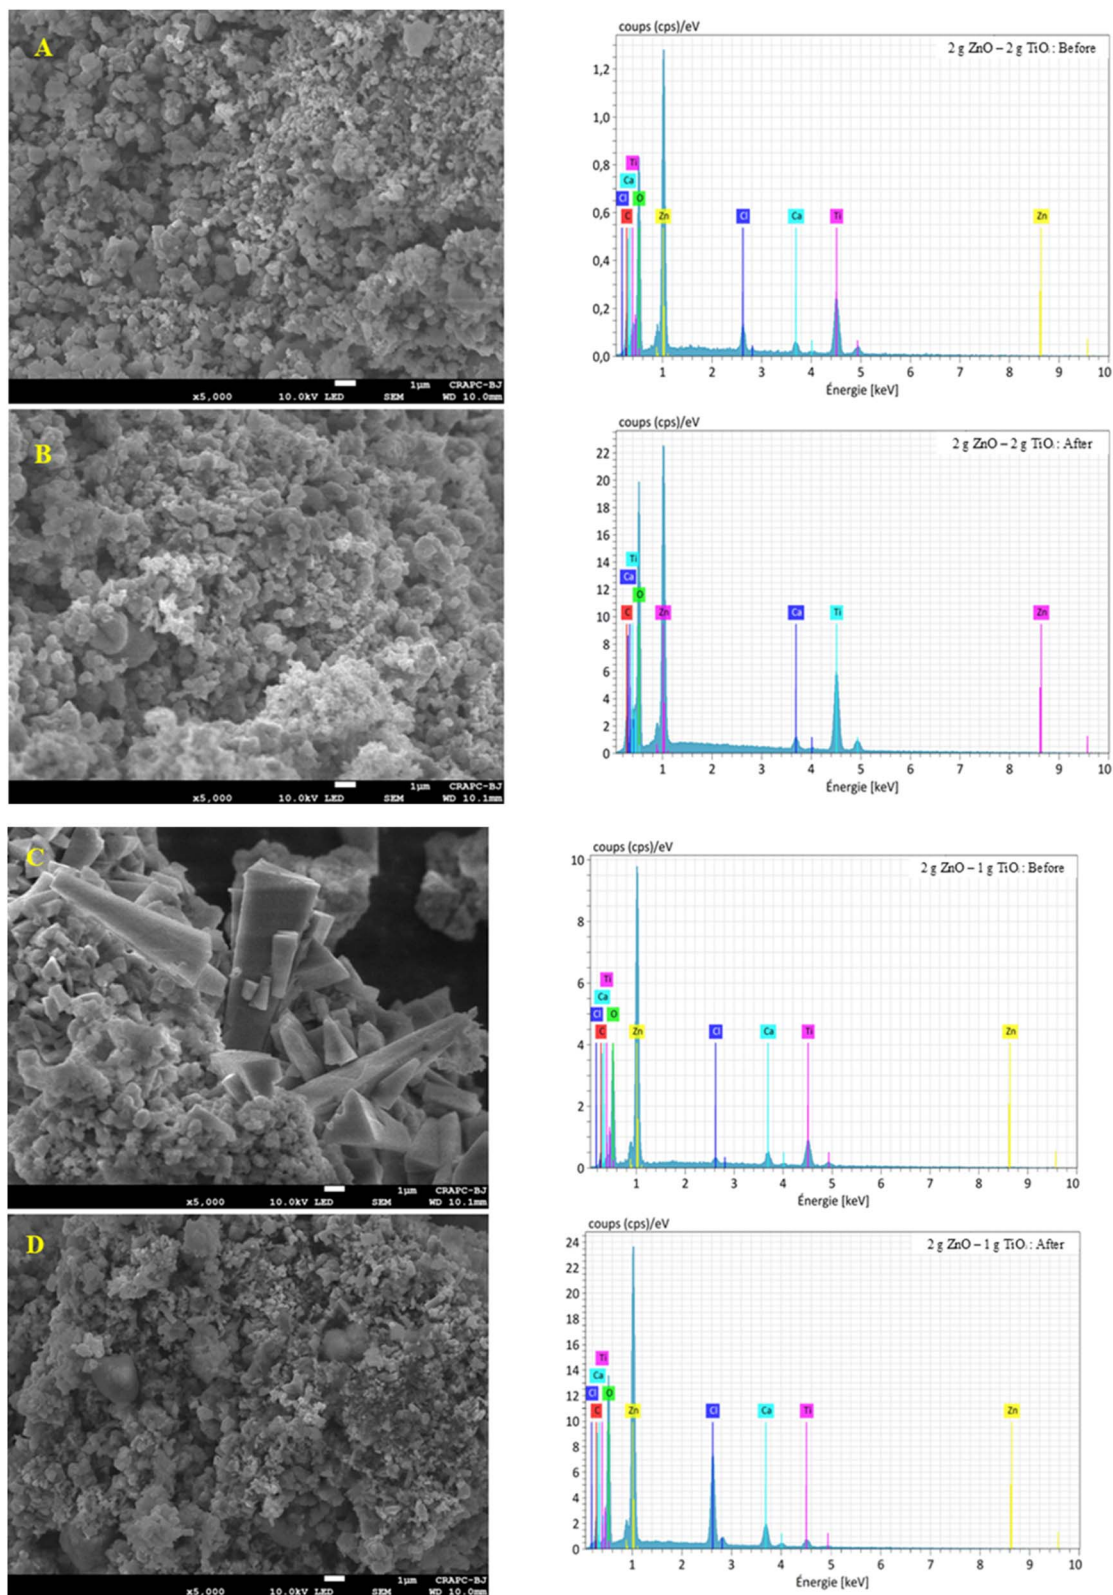 A
1μm CRAPC-BJ
x5,000 10.0kV LED SEM WD 10.0mm
coups (cps)/eV
2 g ZnO – 2 g TiO₂: Before
1,2
1,0
0,8
0,6
0,4
0,2
0,0
Ti
Ca
Cl O
C Zn Cl Ca Ti Zn
1 2 3 4 5 6 7 8 9 10
Énergie [keV]
B
1μm CRAPC-BJ
x5,000 10.0kV LED SEM WD 10.1mm
coups (cps)/eV
2 g ZnO – 2 g TiO₂: After
22
20
18
16
14
12
10
8
6
4
2
0
Ti
Ca
O
C Zn Ca Ti Zn
1 2 3 4 5 6 7 8 9 10
Énergie [keV]
C
1μm CRAPC-BJ
x5,000 10.0kV LED SEM WD 10.1mm
coups (cps)/eV
2 g ZnO – 1 g TiO₂: Before
10
8
6
4
2
0
Ti
Ca
Cl O
C Zn Cl Ca Ti Zn
1 2 3 4 5 6 7 8 9 10
Énergie [keV]
D
1μm CRAPC-BJ
x5,000 10.0kV LED SEM WD 10.0mm
coups (cps)/eV
2 g ZnO – 1 g TiO₂: After
24
22
20
18
16
14
12
10
8
6
4
2
0
Ti
Ca
Cl O
C Zn Cl Ca Ti Zn
1 2 3 4 5 6 7 8 9 10
Énergie [keV]